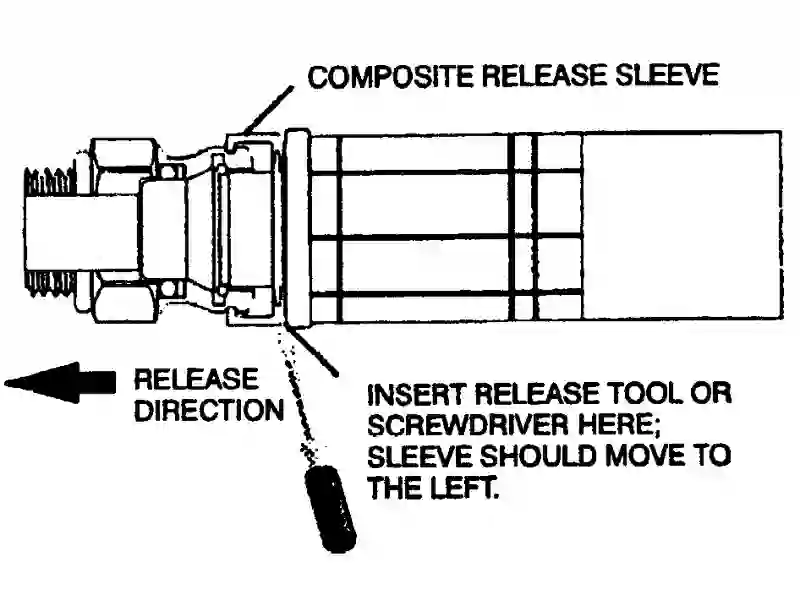 COMPOSITE RELEASE SLEEVE
RELEASE
DIRECTION
INSERT RELEASE TOOL OR
SCREWDRIVER HERE;
SLEEVE SHOULD MOVE TO
THE LEFT.